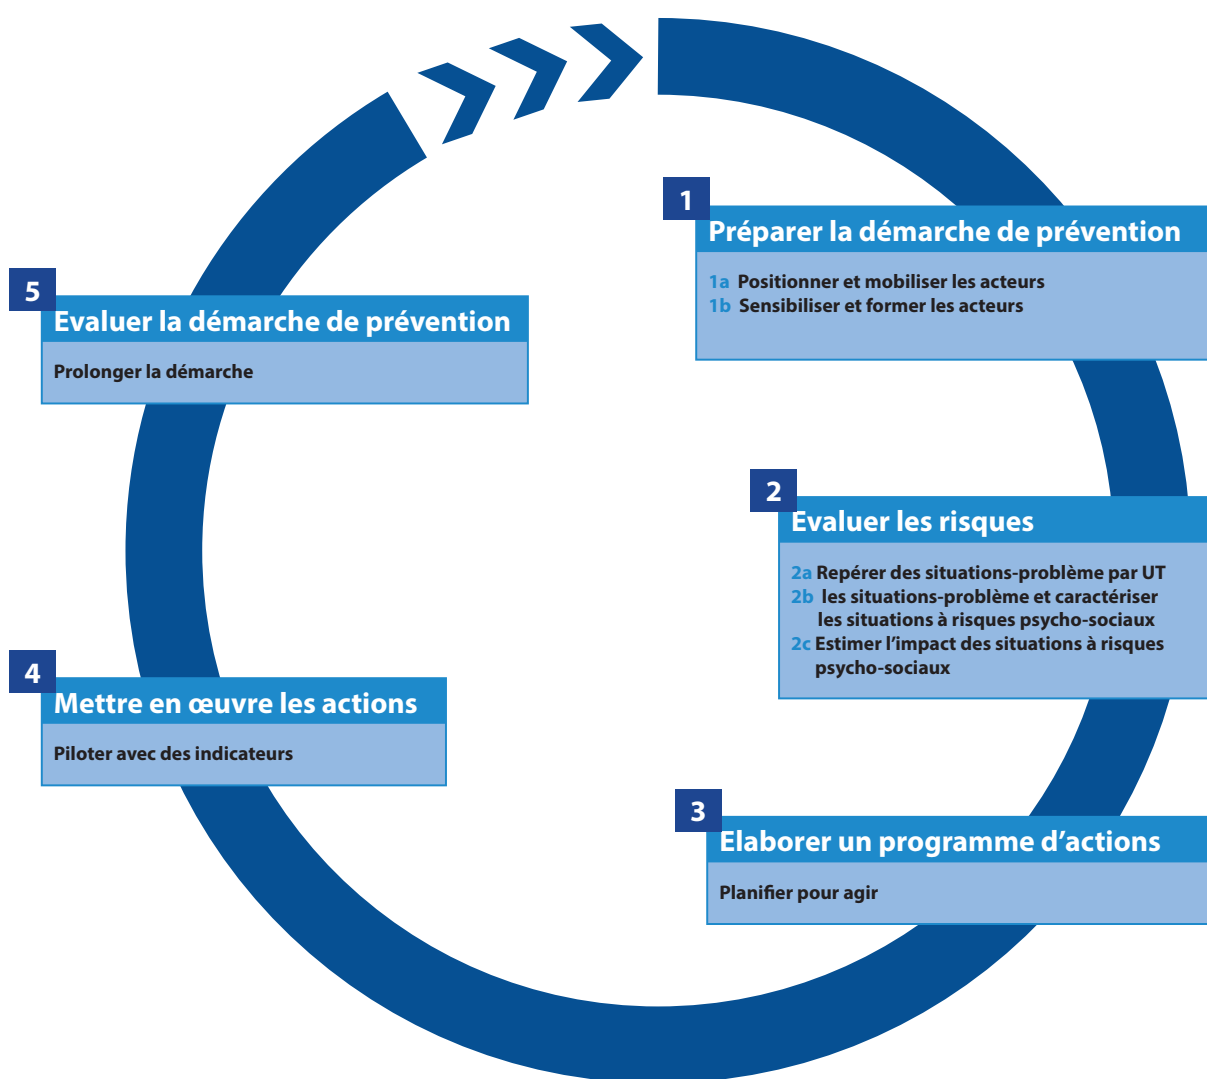 1
Préparer la démarche de prévention
1a Positionner et mobiliser les acteurs
1b Sensibiliser et former les acteurs
2
Evaluer les risques
2a Repérer des situations-problème par UT
2b les situations-problème et caractériser
les situations à risques psycho-sociaux
2c Estimer l'impact des situations à risques
psycho-sociaux
3
Elaborer un programme d'actions
Planifier pour agir
4
Mettre en œuvre les actions
Piloter avec des indicateurs
5
Evaluer la démarche de prévention
Prolonger la démarche